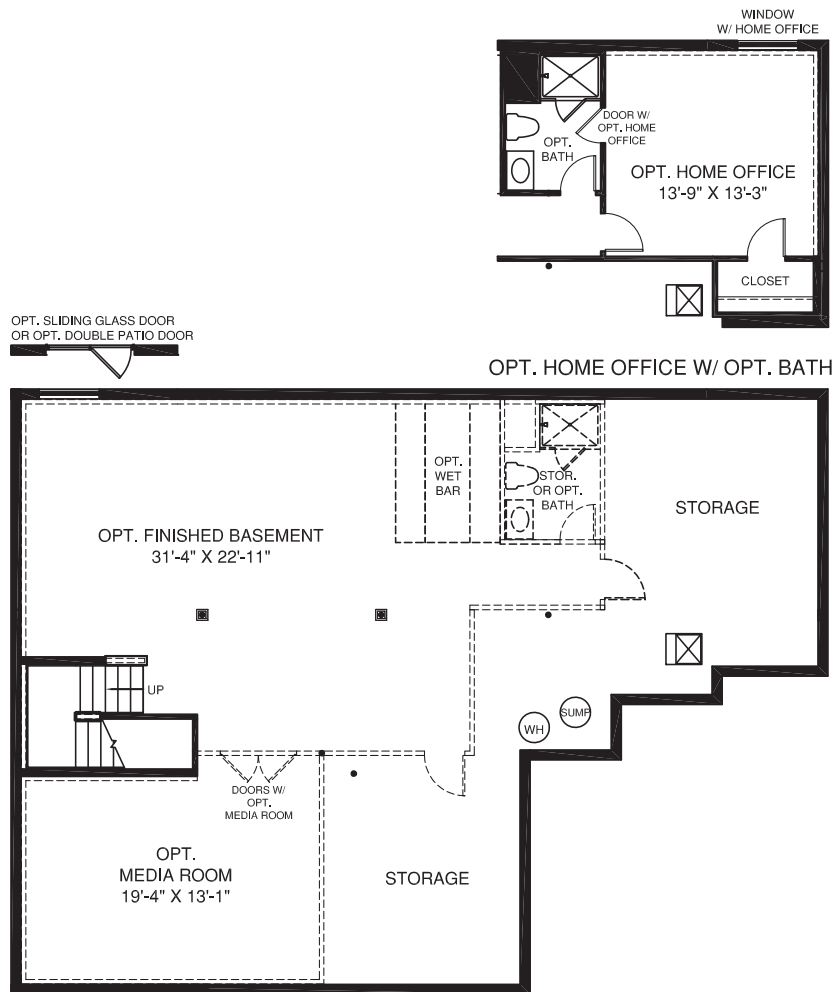 WINDOW
W/ HOME OFFICE
DOOR W/
OPT. HOME
OFFICE
OPT.
BATH
OPT. HOME OFFICE
13'-9" X 13'-3"
CLOSET
OPT. SLIDING GLASS DOOR
OR OPT. DOUBLE PATIO DOOR
OPT. HOME OFFICE W/ OPT. BATH
OPT.
WET
BAR
STOR.
OR OPT.
BATH
STORAGE
OPT. FINISHED BASEMENT
31'-4" X 22'-11"
UP
SUMP
WH
DOORS W/
OPT.
MEDIA ROOM
OPT.
MEDIA ROOM
19'-4" X 13'-1"
STORAGE